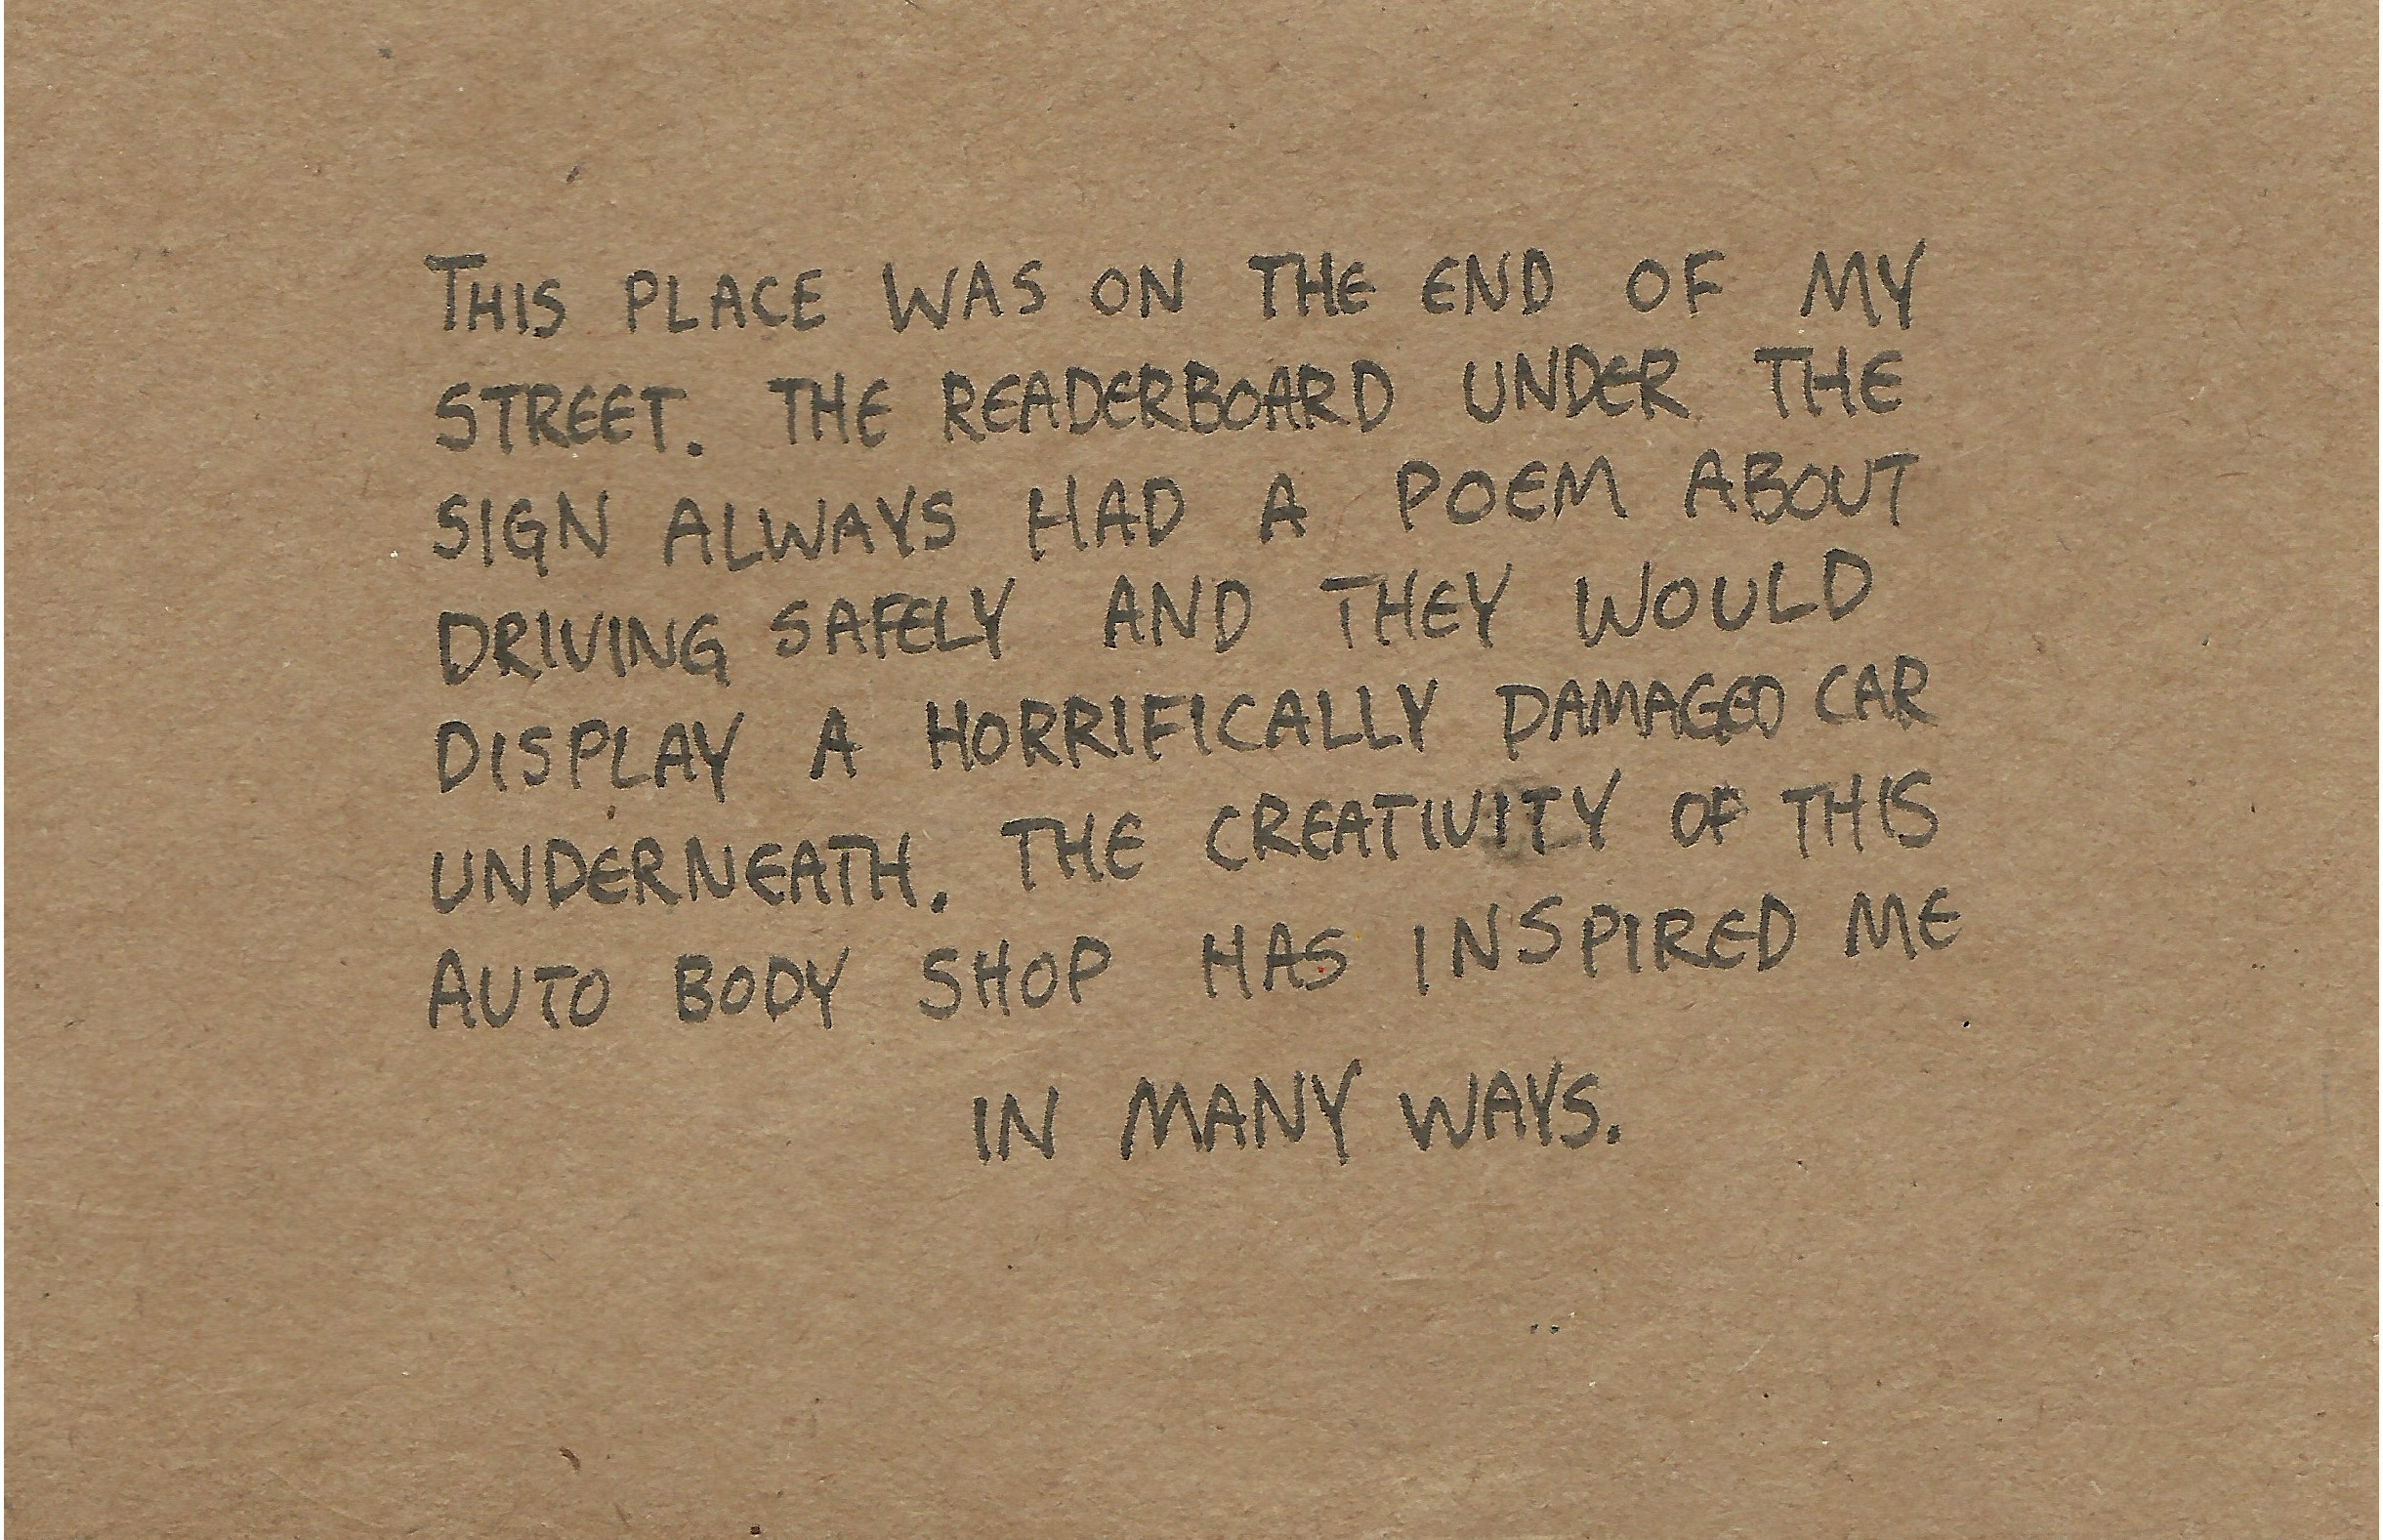 THIS PLACE WAS ON THE END OF MY
STREET. THE READERBOARD UNDER THE
SIGN ALWAYS HAD A POEM ABOUT
DRIVING SAFELY AND THEY WOULD
DISPLAY A HORRIFICALLY DAMAGED CAR
UNDERNEATH. THE CREATIVITY OF THIS
AUTO BODY SHOP HAS INSPIRED ME
IN MANY WAYS.